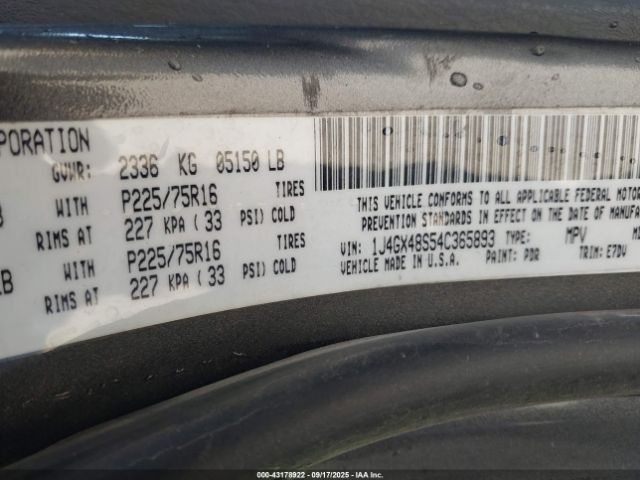 PORATION
GVWR: 2336 KG 05150 LB
WITH P225/75R16 TIRES
RIMS AT 227 KPA ( 33 PSI) COLD
WITH P225/75R16 TIRES
RIMS AT 227 KPA ( 33 PSI) COLD
THIS VEHICLE CONFORMS TO ALL APPLICABLE FEDERAL MOTOR
PREVENTION STANDARDS IN EFFECT ON THE DATE OF MANUFA
VIN: 1J4GX48S54C365893 TYPE: MPV
VEHICLE MADE IN U.S.A. PAINT: PDR TRIM: E7DV
000-43178922 - 09/17/2025 - IAA Inc.